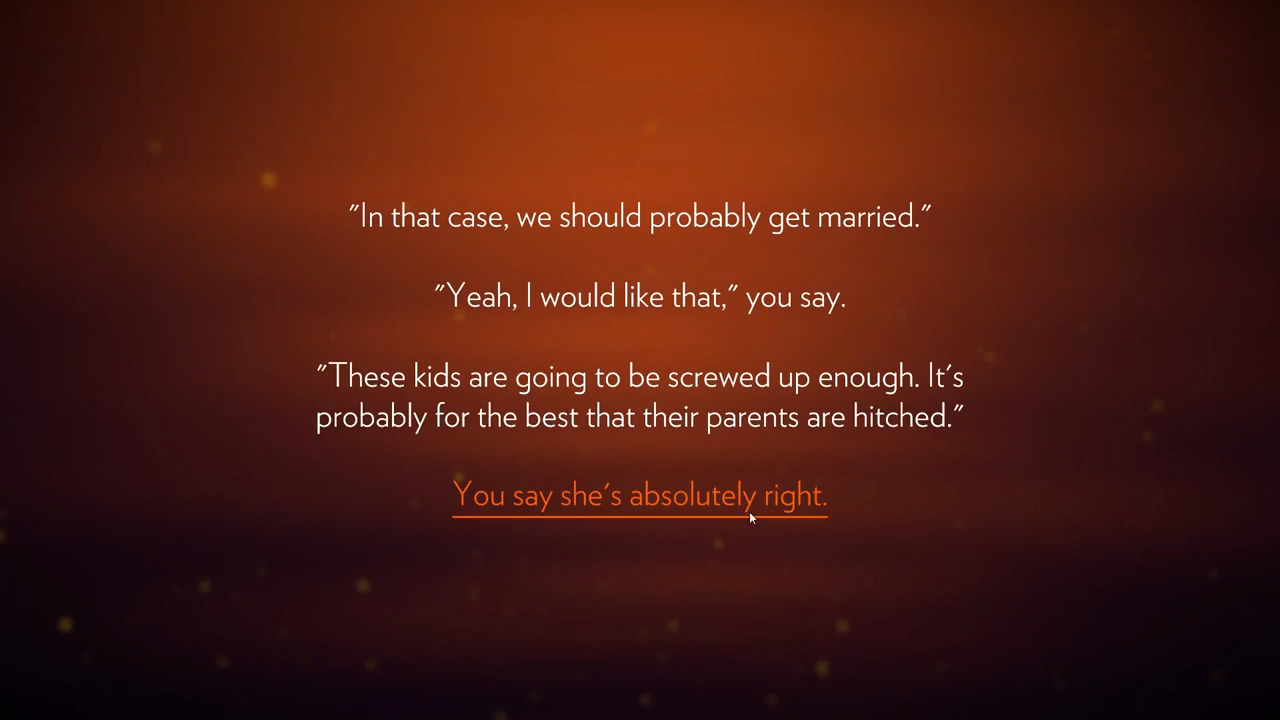 "In that case, we should probably get married."
"Yeah, I would like that," you say.
"These kids are going to be screwed up enough. It's
probably for the best that their parents are hitched."
You say she's absolutely right.